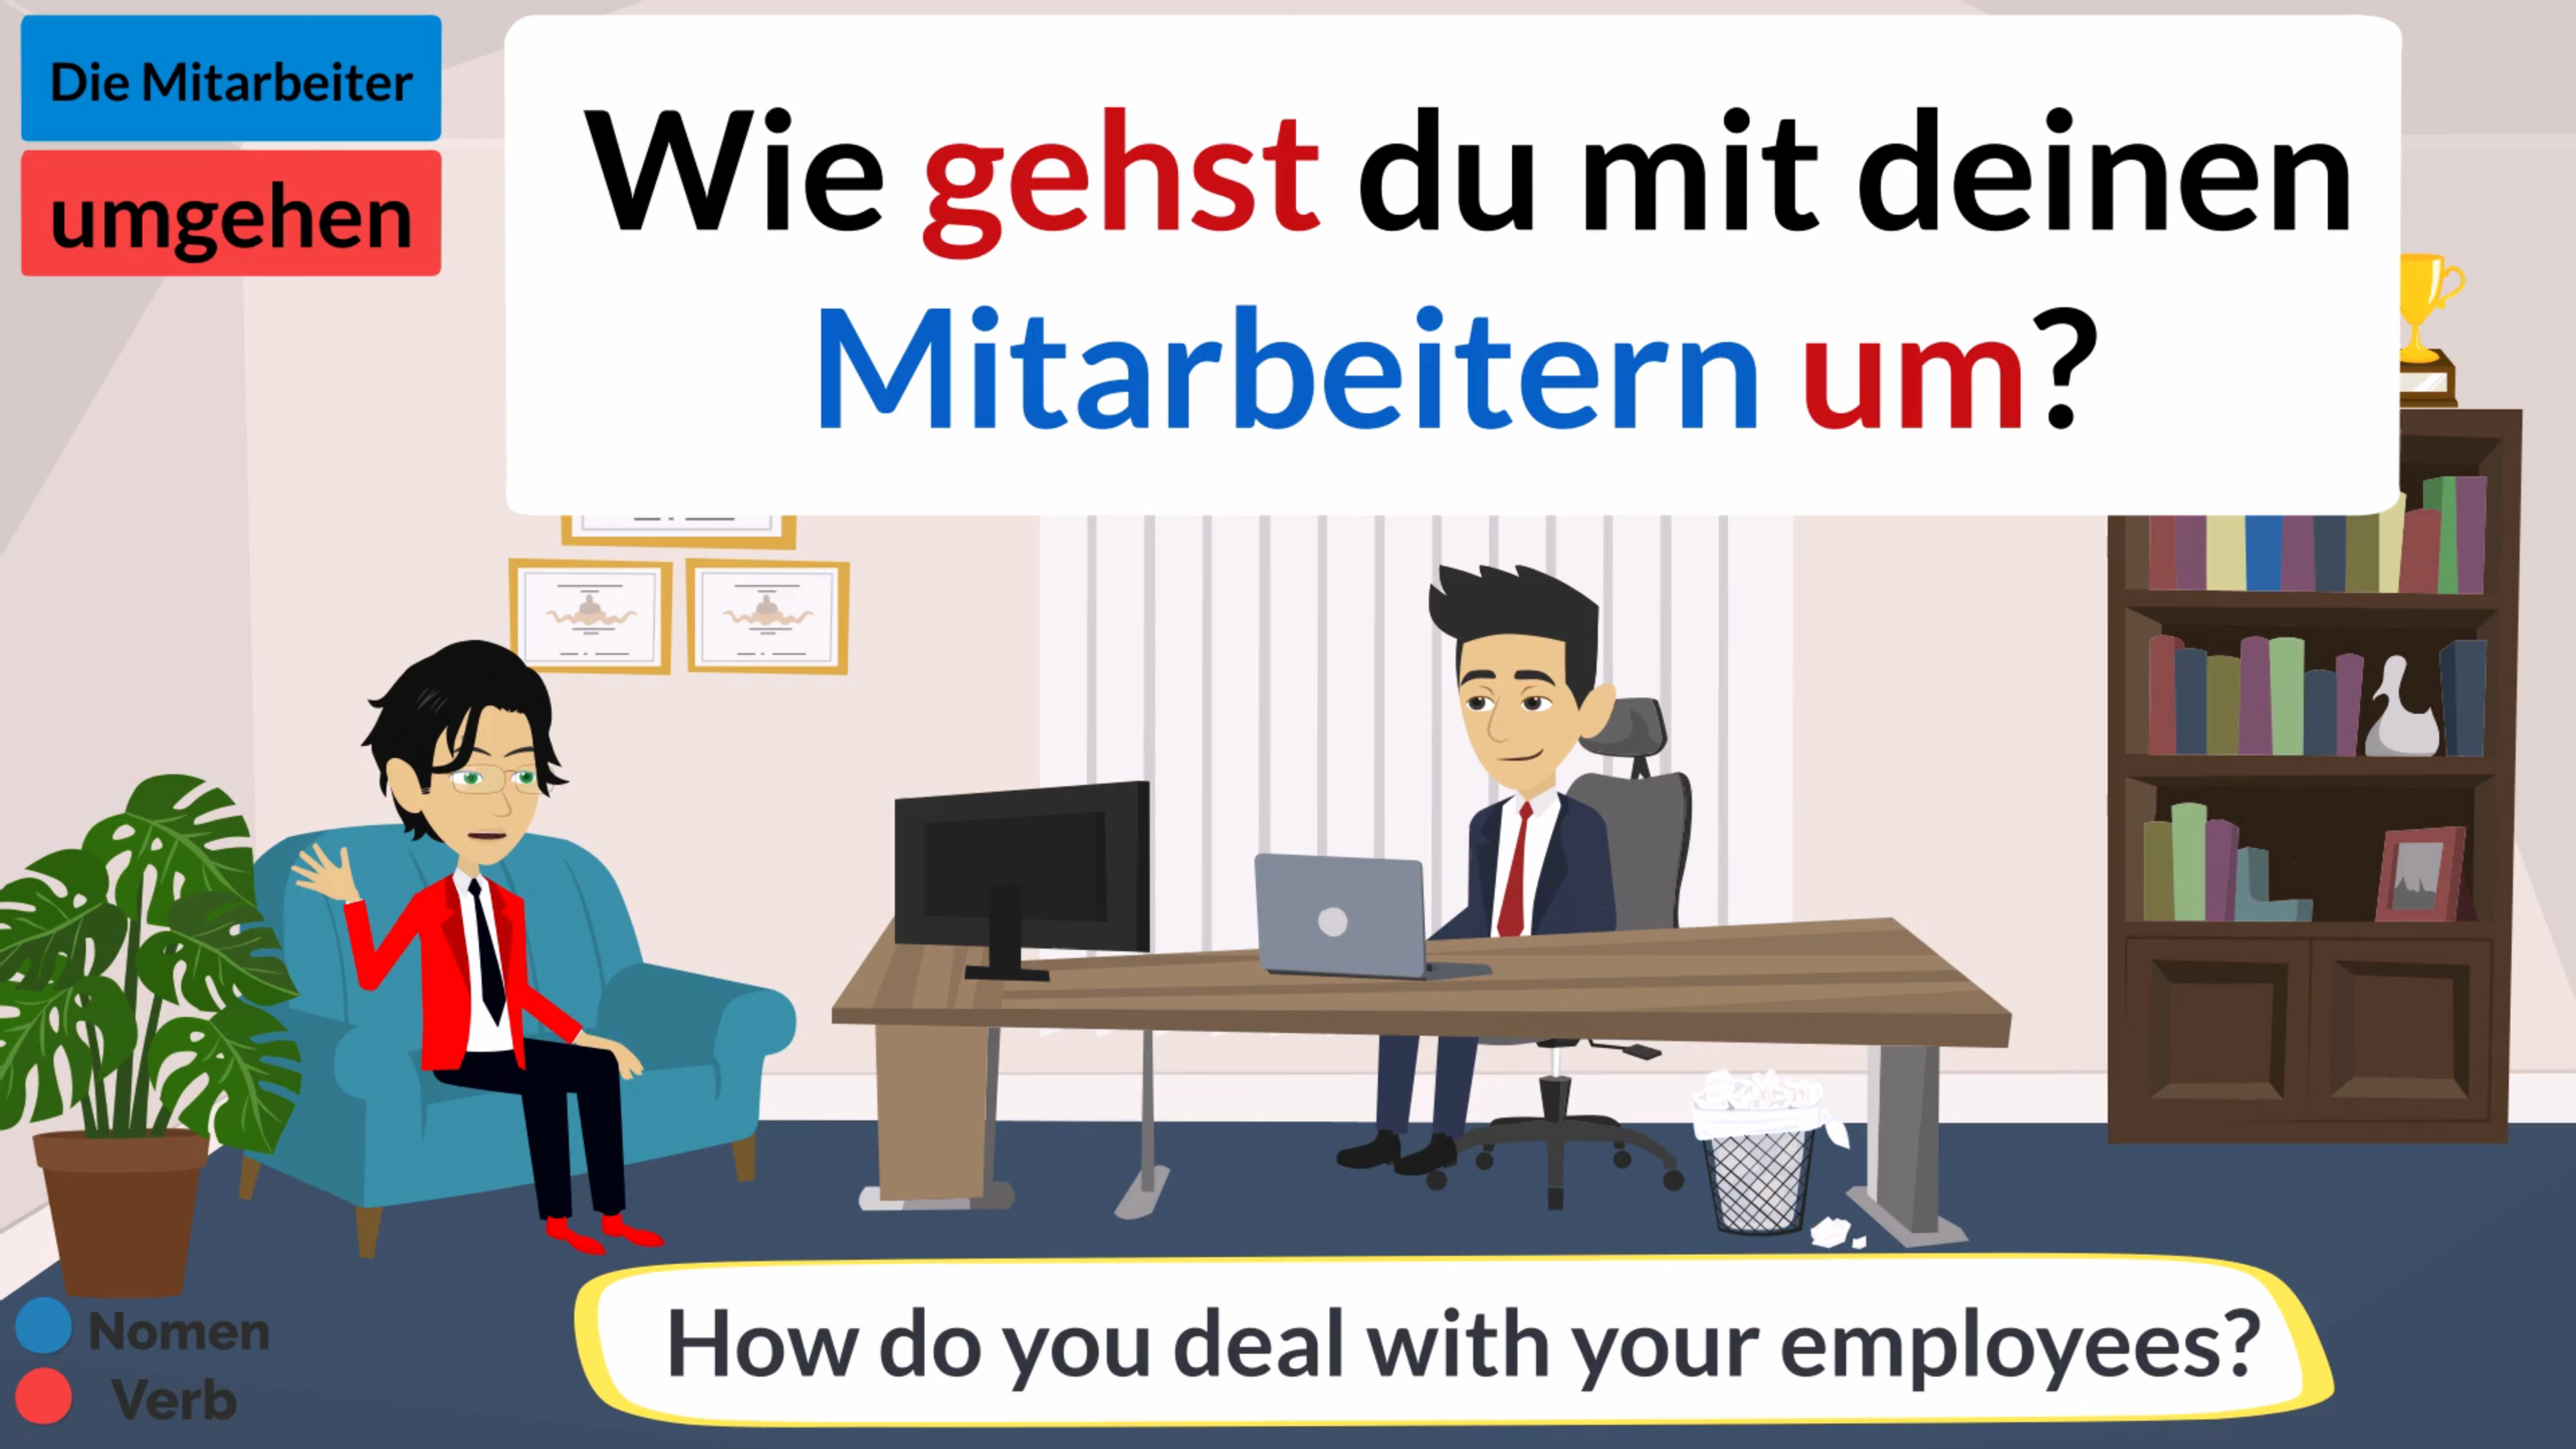 Die Mitarbeiter
umgehen
Wie gehst du mit deinen
Mitarbeitern um?
How do you deal with your employees?
Nomen
Verb